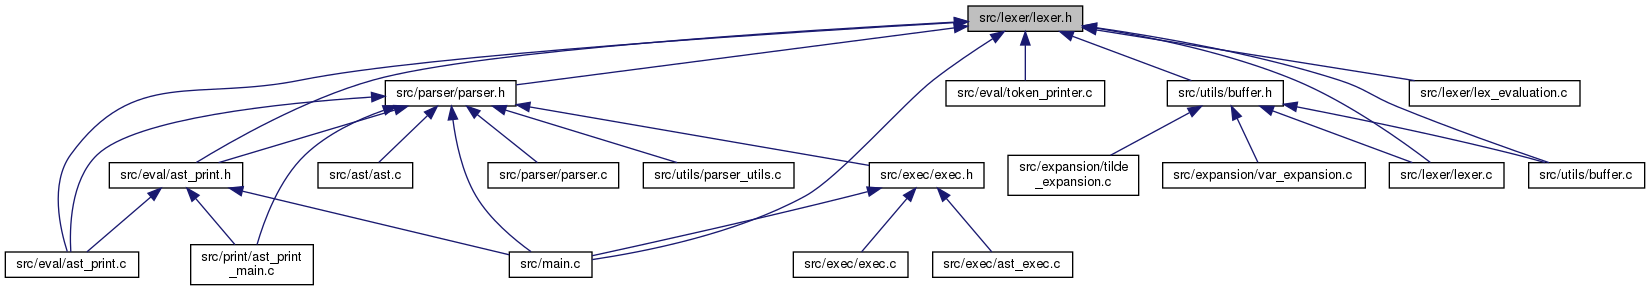 src/lexer/lexer.h
src/parser/parser.h
src/eval/token_printer.c
src/utils/buffer.h
src/lexer/lex_evaluation.c
src/eval/ast_print.h
src/ast/ast.c
src/parser/parser.c
src/utils/parser_utils.c
src/exec/exec.h
src/expansion/tilde
_expansion.c
src/expansion/var_expansion.c
src/lexer/lexer.c
src/utils/buffer.c
src/eval/ast_print.c
src/print/ast_print
_main.c
src/main.c
src/exec/exec.c
src/exec/ast_exec.c